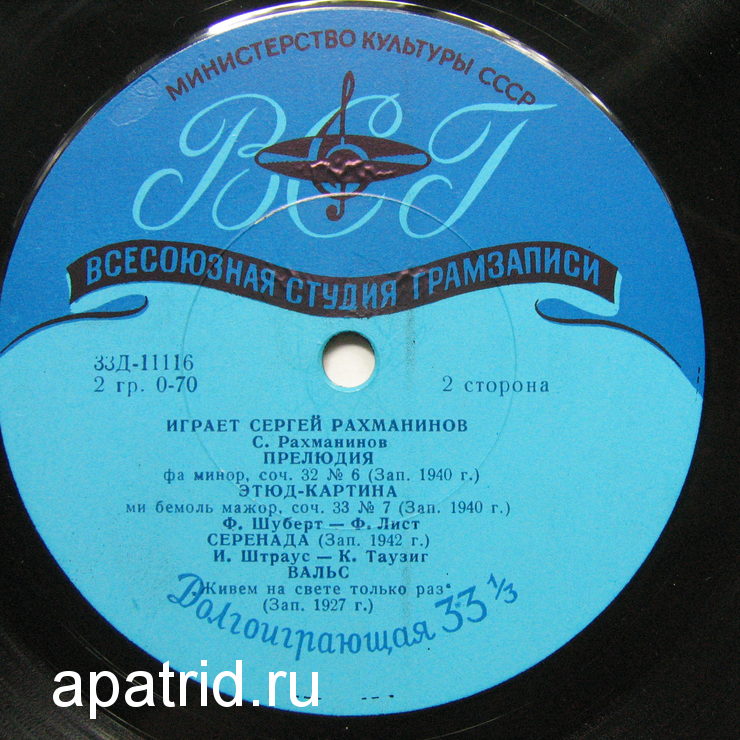 МИНИСТЕРСТВО КУЛЬТУРЫ СССР
ВСГ
ВСЕСОЮЗНАЯ СТУДИЯ ГРАМЗАПИСИ
33Д-11116
2 гр. 0-70
2 сторона
ИГРАЕТ СЕРГЕЙ РАХМАНИНОВ
С. Рахманинов
ПРЕЛЮДИЯ
фа минор, соч. 32 № 6 (Зап. 1940 г.)
ЭТЮД-КАРТИНА
ми бемоль мажор, соч. 33 № 7 (Зап. 1940 г.)
Ф. Шуберт — Ф. Лист
СЕРЕНАДА (Зап. 1942 г.)
И. Штраус — К. Таузиг
ВАЛЬС
„Живем на свете только раз"
(Зап. 1927 г.)
Долгоиграющая 33 1/3
apatrid.ru